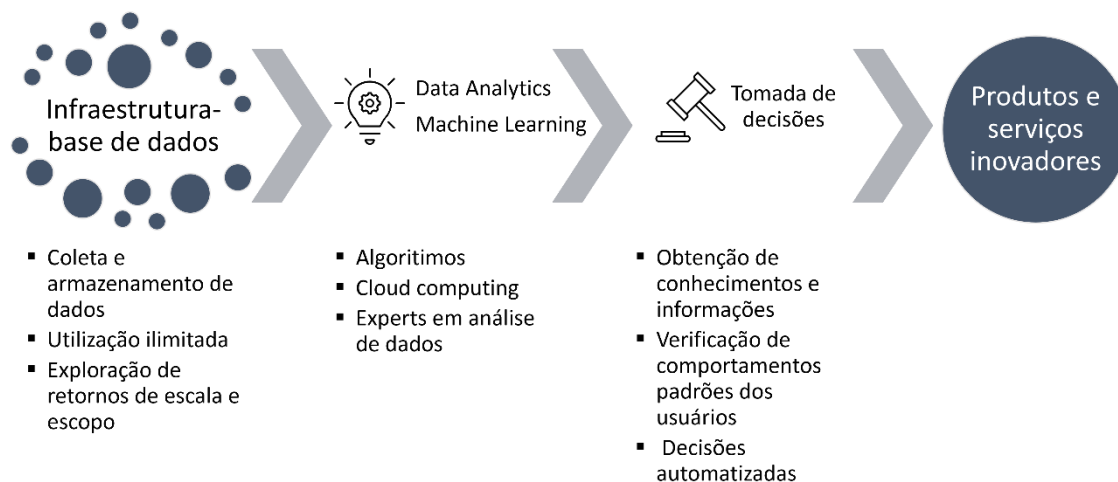 Infraestrutura-
base de dados
Data Analytics
Machine Learning
Tomada de
decisões
Produtos e
serviços
inovadores
▪ Coleta e
armazenamento de
dados
▪ Utilização ilimitada
▪ Exploração de
retornos de escala e
escopo
▪ Algoritimos
▪ Cloud computing
▪ Experts em análise
de dados
▪ Obtenção de
conhecimentos e
informações
▪ Verificação de
comportamentos
padrões dos
usuários
▪ Decisões
automatizadas